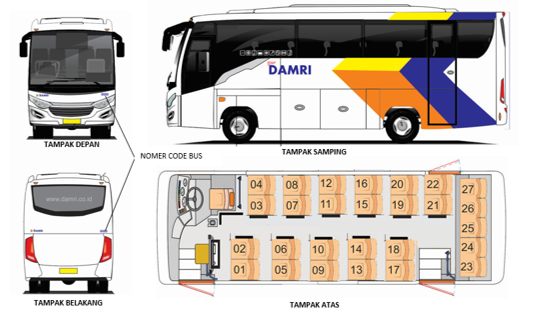 DAMRI
DAMRI
TAMPAK DEPAN
TAMPAK SAMPING
NOMER CODE BUS
www.damri.co.id
DAMRI
TAMPAK BELAKANG
04 08 12 16 20 22 27
03 07 11 15 19 21 26
25
02 06 10 14 18 24
01 05 09 13 17 23
TAMPAK ATAS